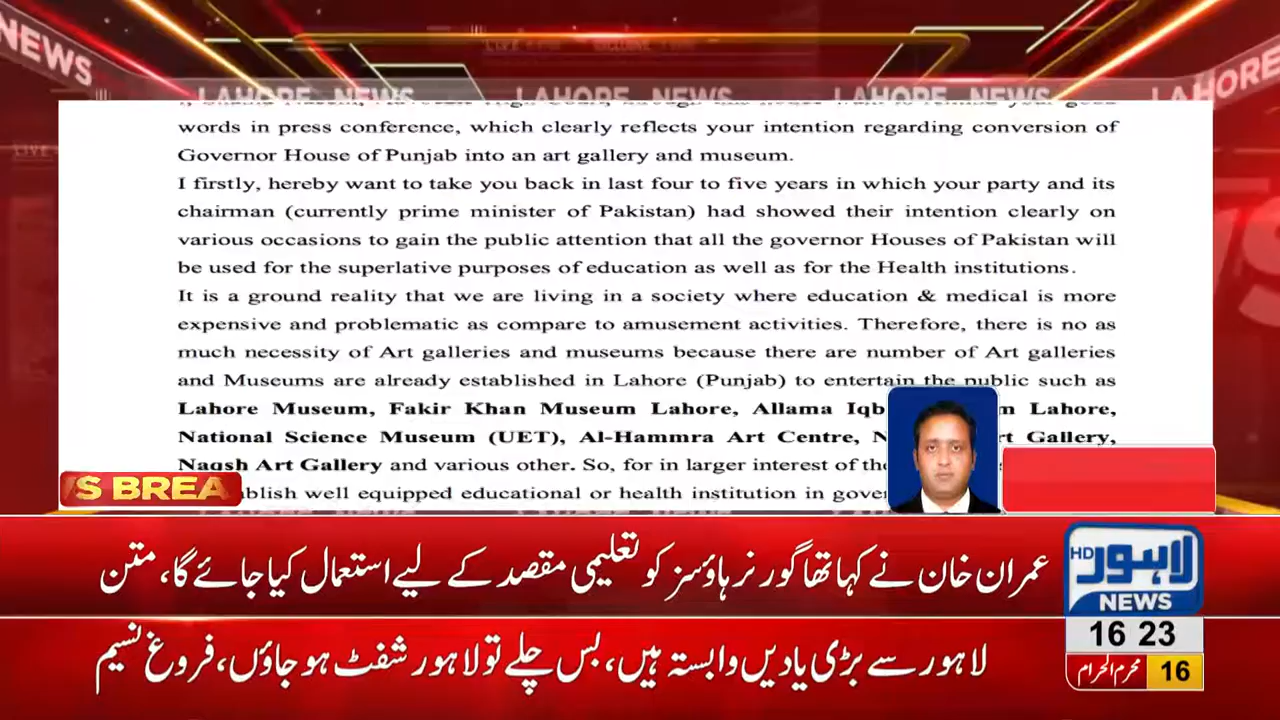 NEWS
LAHORE NEWS LAHORE NEWS LAHORE NEWS LAHORE
words in press conference, which clearly reflects your intention regarding conversion of
Governor House of Punjab into an art gallery and museum.
I firstly, hereby want to take you back in last four to five years in which your party and its
chairman (currently prime minister of Pakistan) had showed their intention clearly on
various occasions to gain the public attention that all the governor Houses of Pakistan will
be used for the superlative purposes of education as well as for the Health institutions.
It is a ground reality that we are living in a society where education & medical is more
expensive and problematic as compare to amusement activities. Therefore, there is no as
much necessity of Art galleries and museums because there are number of Art galleries
and Museums are already established in Lahore (Punjab) to entertain the public such as
Lahore Museum, Fakir Khan Museum Lahore, Allama Iqb m Lahore,
National Science Museum (UET), Al-Hammra Art Centre, N rt Gallery,
Naqsh Art Gallery and various other. So, for in larger interest of the
blish well equipped educational or health institution in gover
S BREA
عمران خان نے کہا تھا گورنر ہاؤسز کو تعلیمی مقصد کے لیے استعمال کیا جائے گا، متن
لاہور سے بڑی یادیں وابستہ ہیں، بس چلے تو لاہور شفٹ ہو جاؤں، فروغ نسیم
HD لاہور
NEWS
16 23
محرم الحرام 16